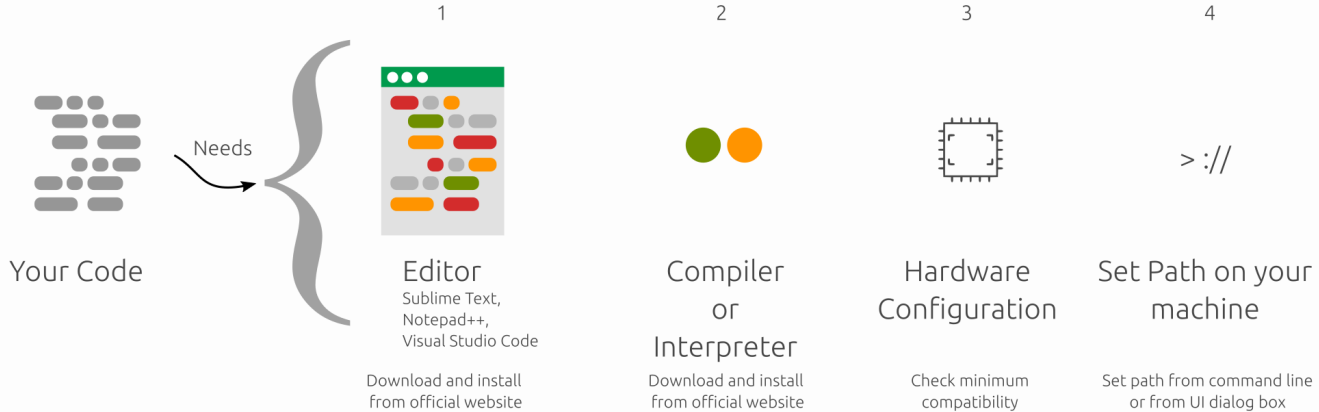 1
2
3
4
Needs
> ://
Your Code
Editor
Sublime Text,
Notepad++,
Visual Studio Code
Download and install
from official website
Compiler
or
Interpreter
Download and install
from official website
Hardware
Configuration
Check minimum
compatibility
Set Path on your
machine
Set path from command line
or from UI dialog box